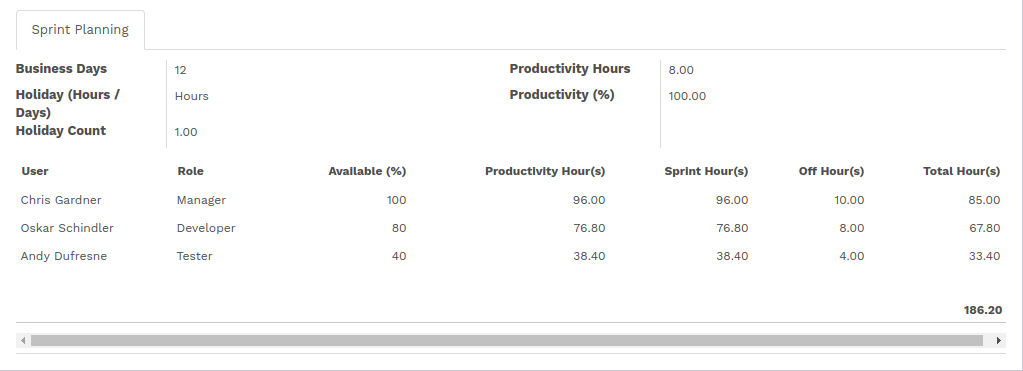 Sprint Planning
Business Days 12 Productivity Hours 8.00
Holiday (Hours / Days) Hours Productivity (%) 100.00
Holiday Count 1.00
User Role Available (%) Productivity Hour(s) Sprint Hour(s) Off Hour(s) Total Hour(s)
Chris Gardner Manager 100 96.00 96.00 10.00 85.00
Oskar Schindler Developer 80 76.80 76.80 8.00 67.80
Andy Dufresne Tester 40 38.40 38.40 4.00 33.40
186.20